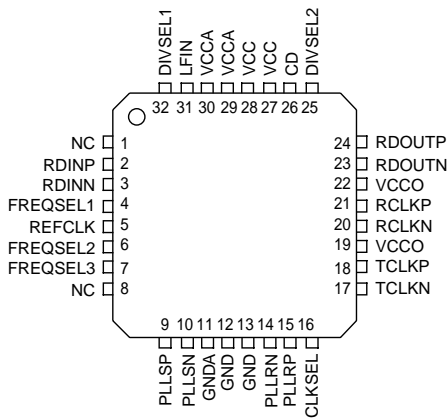 DIVSEL1
LFIN
VCCA
VCCA
VCC
VCC
CD
DIVSEL2
32 31 30 29 28 27 26 25
NC 1
RDINP 2
RDINN 3
FREQSEL1 4
REFCLK 5
FREQSEL2 6
FREQSEL3 7
NC 8
24 RDOUTP
23 RDOUTN
22 VCCO
21 RCLKP
20 RCLKN
19 VCCO
18 TCLKP
17 TCLKN
9 10 11 12 13 14 15 16
PLLSP
PLLSN
GNDA
GND
GND
PLLRN
PLLRP
CLKSEL